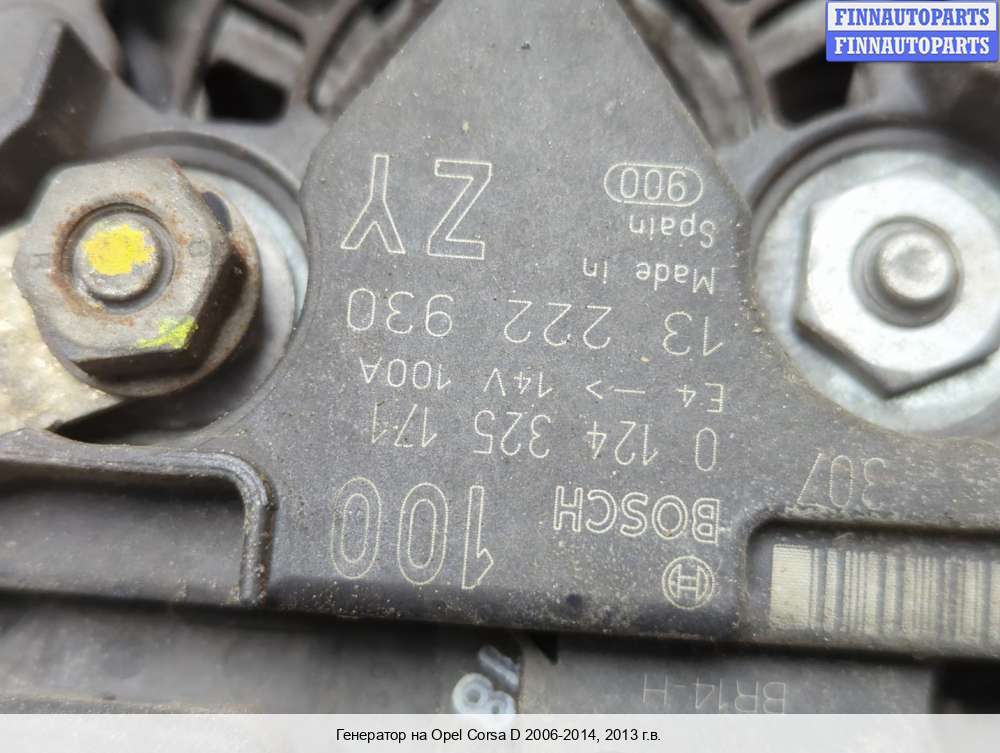 FINNAUTOPARTS
FINNAUTOPARTS
BR14-H
BOSCH
100
307
0 124 325 171
E4 --> 14V 100A
13 222 930
Made in
Spain
900
ZY
Генератор на Opel Corsa D 2006-2014, 2013 г.в.